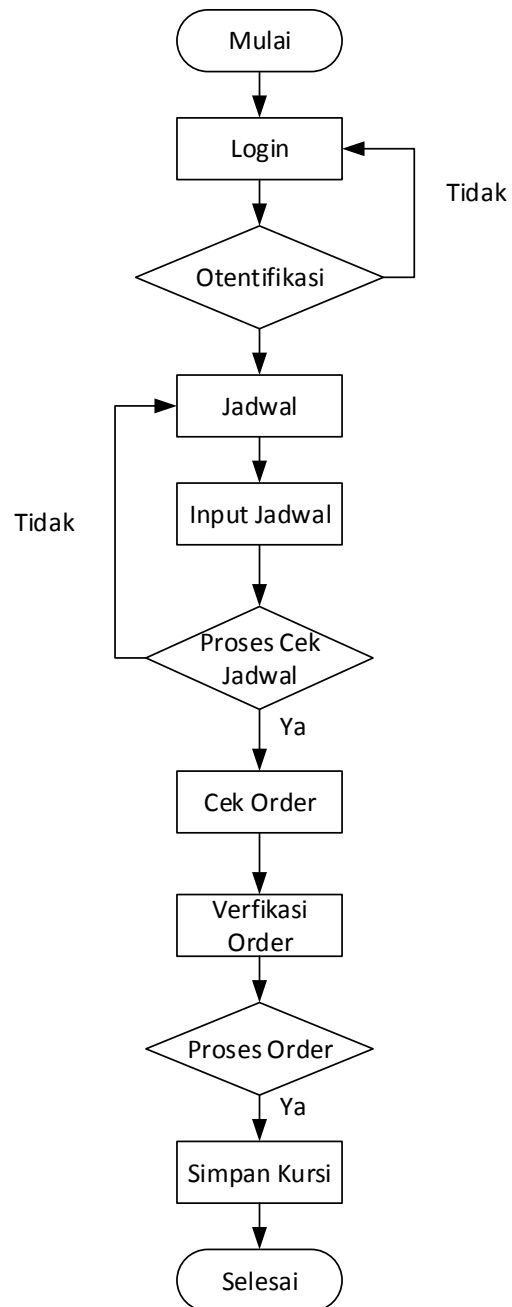 Mulai
Login
Tidak
Otentifikasi
Jadwal
Input Jadwal
Tidak
Proses Cek
Jadwal
Ya
Cek Order
Verfikasi
Order
Proses Order
Ya
Simpan Kursi
Selesai